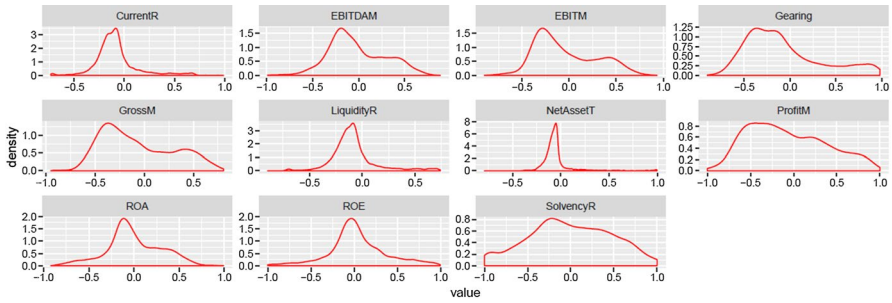 CurrentR EBITDAM EBITM Gearing
3 2 1 0 1.5 1.0 0.5 0.0 1.5 1.0 0.5 0.0 1.25 1.00 0.75 0.50 0.25 0.00
−0.5 0.0 0.5 1.0 −0.5 0.0 0.5 −0.5 0.0 0.5 1.0 −0.5 0.0 0.5 1.0
GrossM LiquidityR NetAssetT ProfitM
1.0 0.5 0.0 3 2 1 0 8 6 4 2 0 0.8 0.6 0.4 0.2 0.0
−1.0 −0.5 0.0 0.5 −0.5 0.0 0.5 −0.5 0.0 0.5 1.0 −1.0 −0.5 0.0 0.5 1.0
density
ROA ROE SolvencyR
2.0 1.5 1.0 0.5 0.0 2.0 1.5 1.0 0.5 0.0 0.8 0.6 0.4 0.2 0.0
−1.0 −0.5 0.0 0.5 1.0 −1.0 −0.5 0.0 0.5 1.0 −1.0 −0.5 0.0 0.5 1.0
value